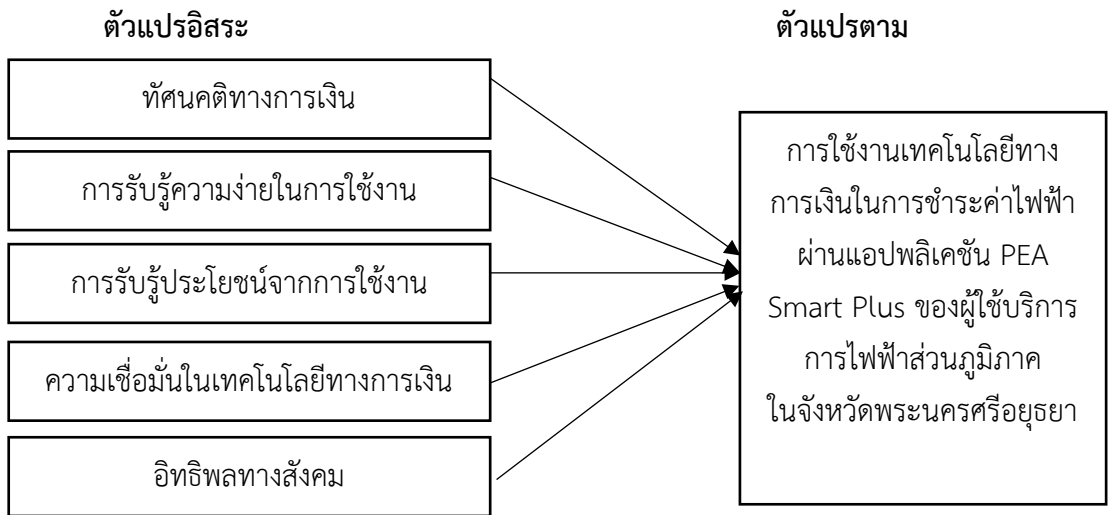 ตัวแปรอิสระ
ตัวแปรตาม
ทัศนคติทางการเงิน
การรับรู้ความง่ายในการใช้งาน
การรับรู้ประโยชน์จากการใช้งาน
ความเชื่อมั่นในเทคโนโลยีทางการเงิน
อิทธิพลทางสังคม
การใช้งานเทคโนโลยีทาง
การเงินในการชำระค่าไฟฟ้า
ผ่านแอปพลิเคชัน PEA
Smart Plus ของผู้ใช้บริการ
การไฟฟ้าส่วนภูมิภาค
ในจังหวัดพระนครศรีอยุธยา